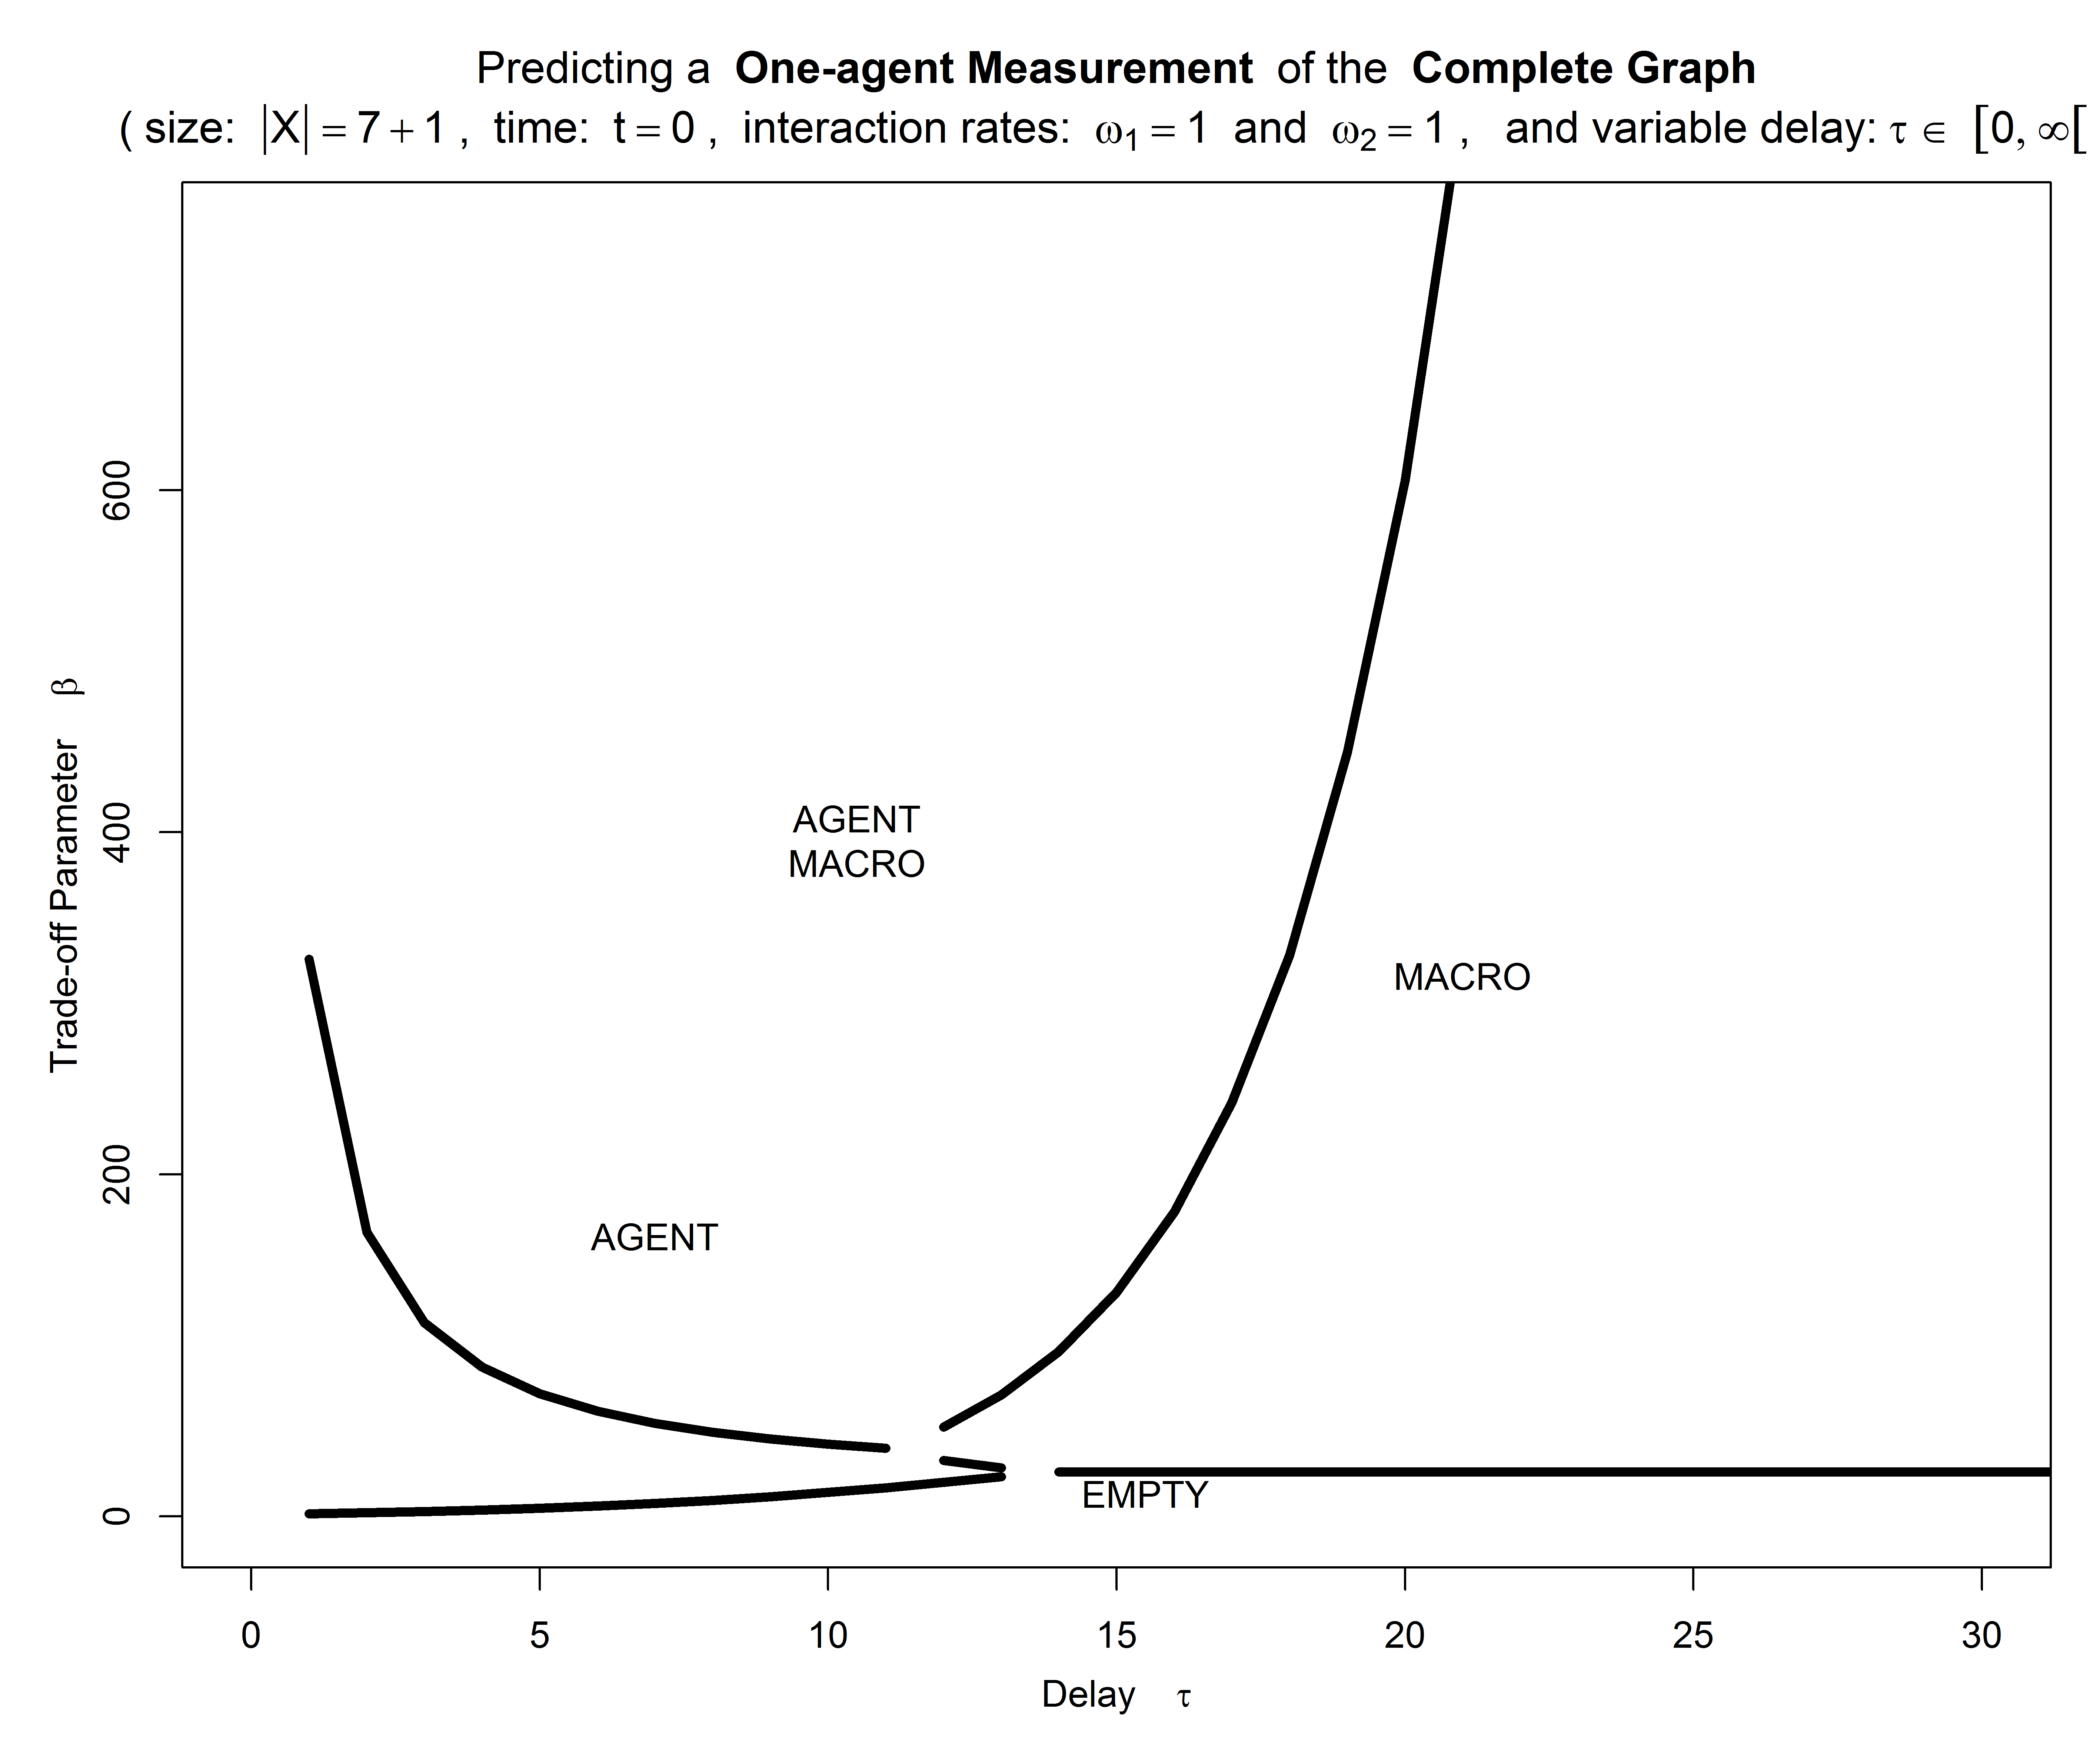 Predicting a One-agent Measurement of the Complete Graph
( size: |X| = 7 + 1 , time: t = 0 , interaction rates: ω₁ = 1 and ω₂ = 1 , and variable delay: τ ∈ [0, ∞[
Trade-off Parameter β
600
400
200
0
AGENT
MACRO
MACRO
AGENT
EMPTY
0 5 10 15 20 25 30
Delay τ